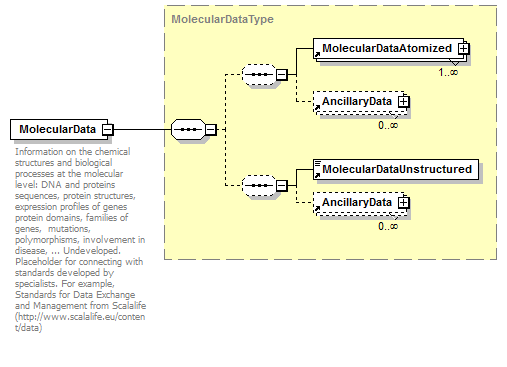 MolecularDataType
MolecularDataAtomized
1..∞
AncillaryData
0..∞
MolecularData
Information on the chemical
structures and biological
processes at the molecular
level: DNA and proteins
sequences, protein structures,
expression profiles of genes
protein domains, families of
genes,  mutations,
polymorphisms, involvement in
disease, ... Undeveloped.
Placeholder for connecting with
standards developed by
specialists. For example,
Standards for Data Exchange
and Management from Scalalife
(http://www.scalalife.eu/conten
t/data)
MolecularDataUnstructured
AncillaryData
0..∞